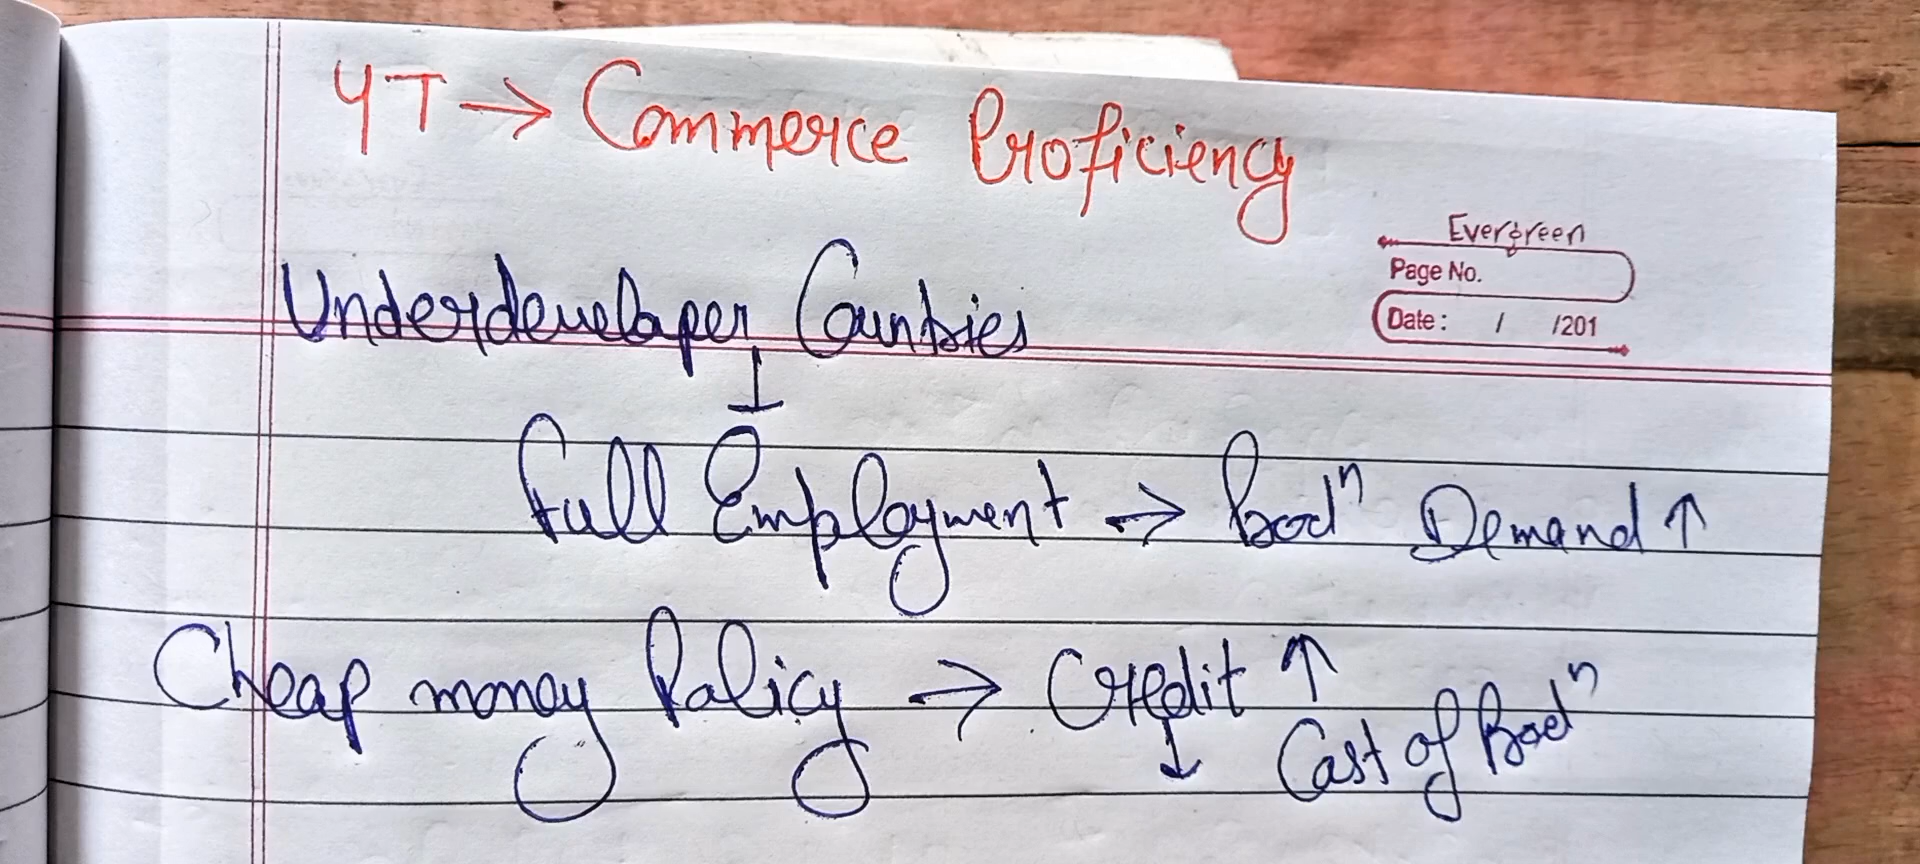 YT → Commerce Proficiency
Evergreen
Page No.
Date: / /201
Underdeveloper Countries
↓
Full Employment → Prodⁿ Demand ↑
Cheap money Policy → Credit ↑
↓ Cost of Prodⁿ